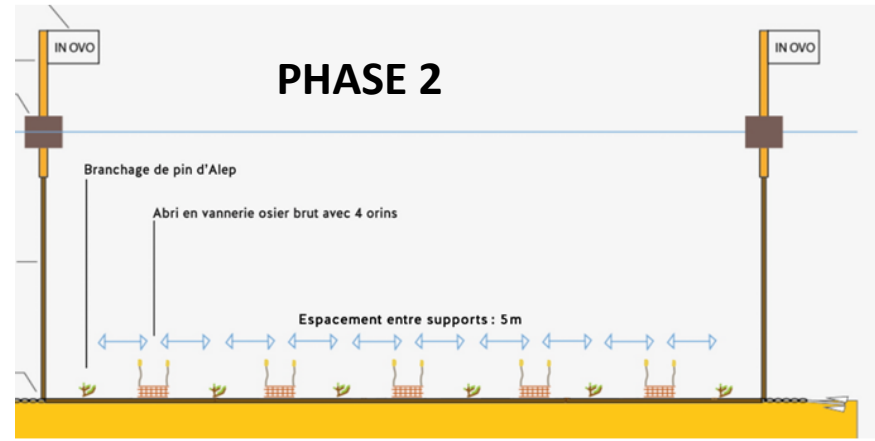 IN OVO
IN OVO
PHASE 2
Branchage de pin d'Alep
Abri en vannerie osier brut avec 4 orins
Espacement entre supports : 5m